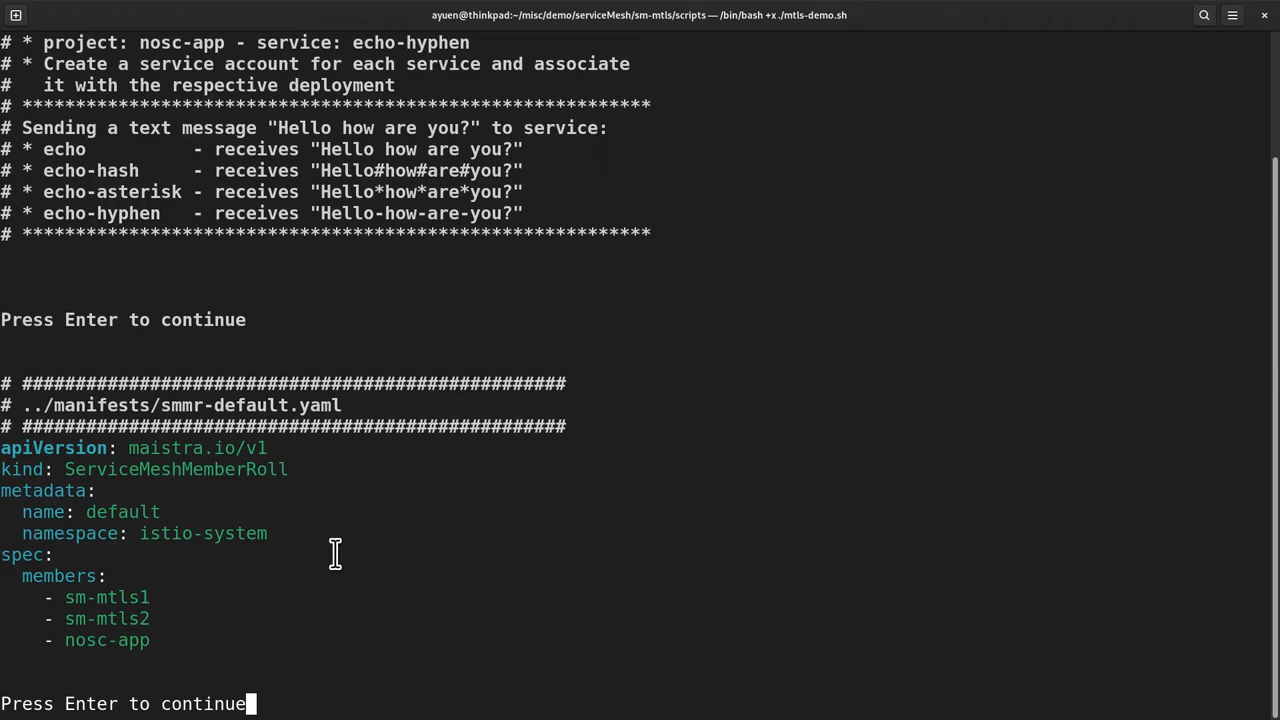 ayuen@thinkpad:~/misc/demo/serviceMesh/sm-mtls/scripts — /bin/bash +x ./mtls-demo.sh
# * project: nosc-app - service: echo-hyphen
# * Create a service account for each service and associate
#   it with the respective deployment
# ***********************************************************
# Sending a text message "Hello how are you?" to service:
# * echo          - receives "Hello how are you?"
# * echo-hash     - receives "Hello#how#are#you?"
# * echo-asterisk - receives "Hello*how*are*you?"
# * echo-hyphen   - receives "Hello-how-are-you?"
# ***********************************************************
Press Enter to continue
# ###################################################
# ../manifests/smmr-default.yaml
# ###################################################
apiVersion: maistra.io/v1
kind: ServiceMeshMemberRoll
metadata:
  name: default
  namespace: istio-system
spec:
  members:
    - sm-mtls1
    - sm-mtls2
    - nosc-app
Press Enter to continue